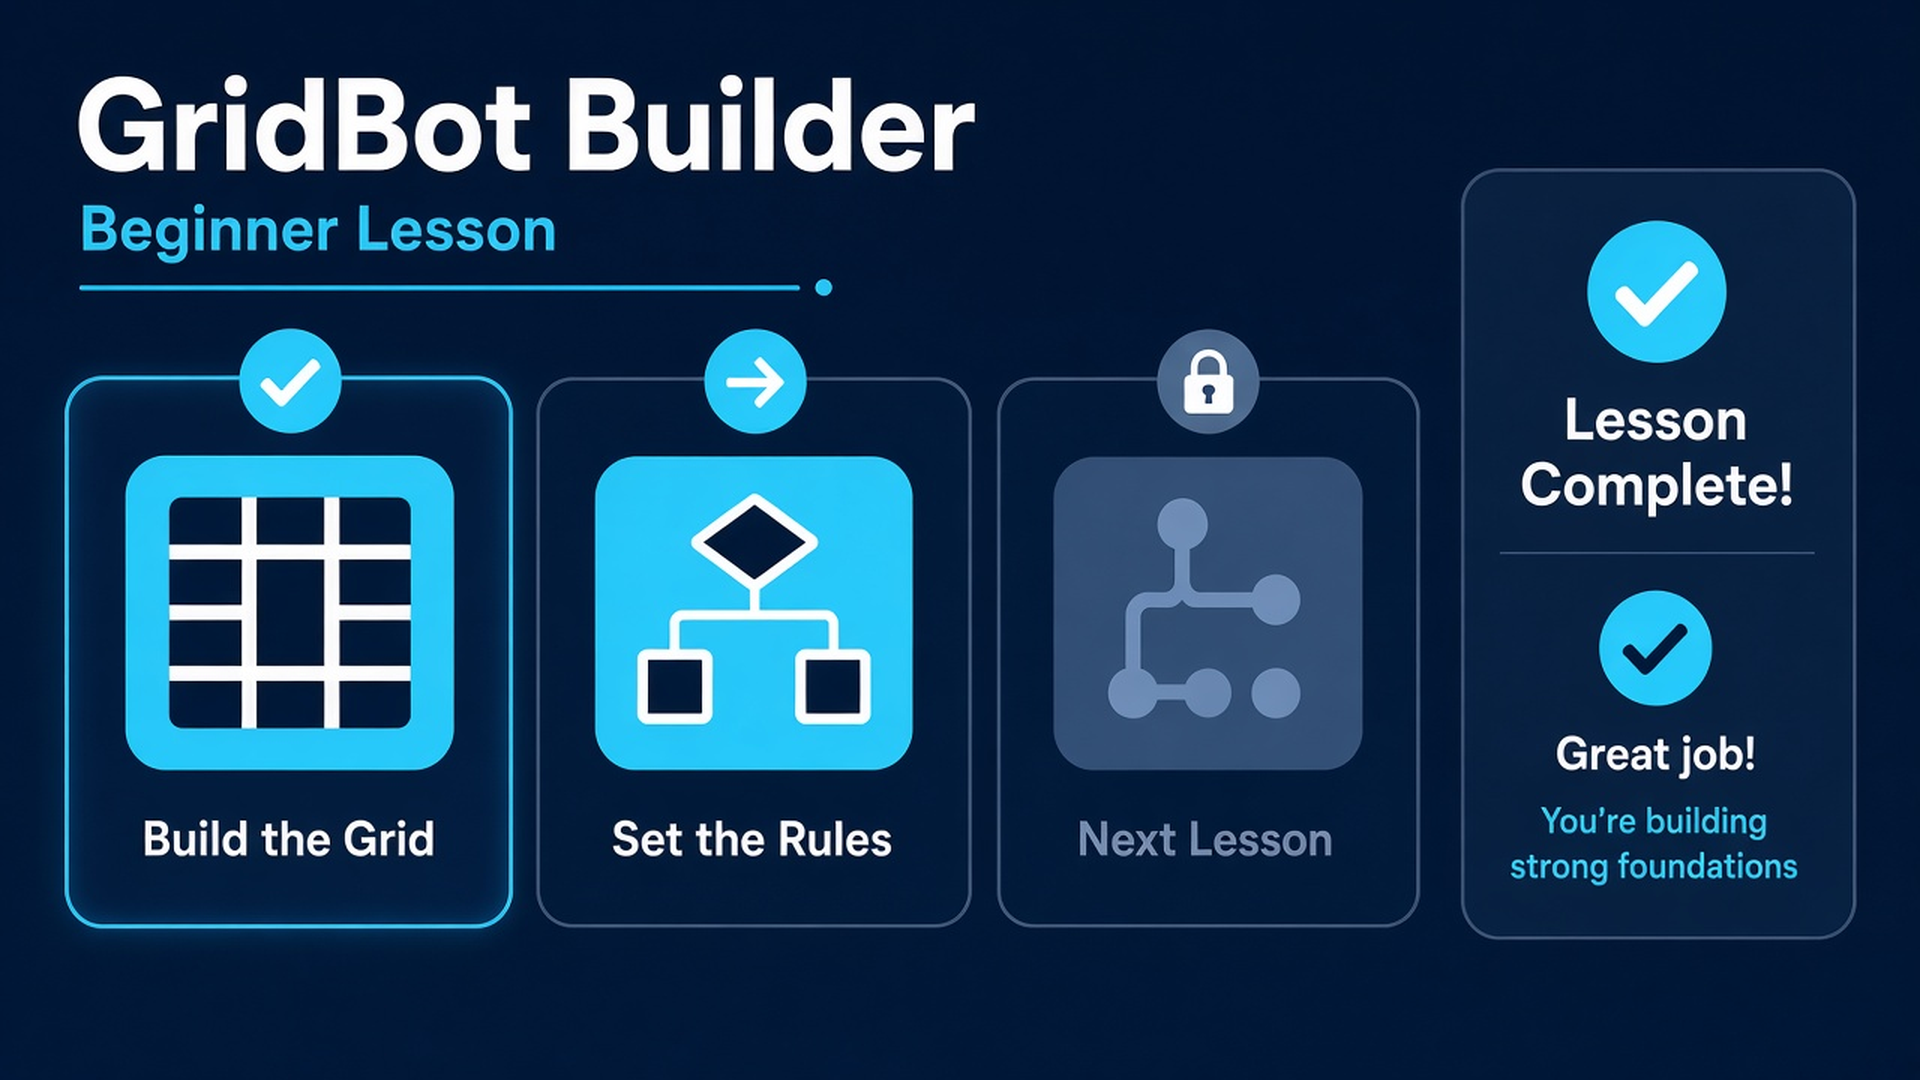 GridBot Builder
Beginner Lesson
Build the Grid
Set the Rules
Next Lesson
Lesson
Complete!
Great job!
You’re building
strong foundations